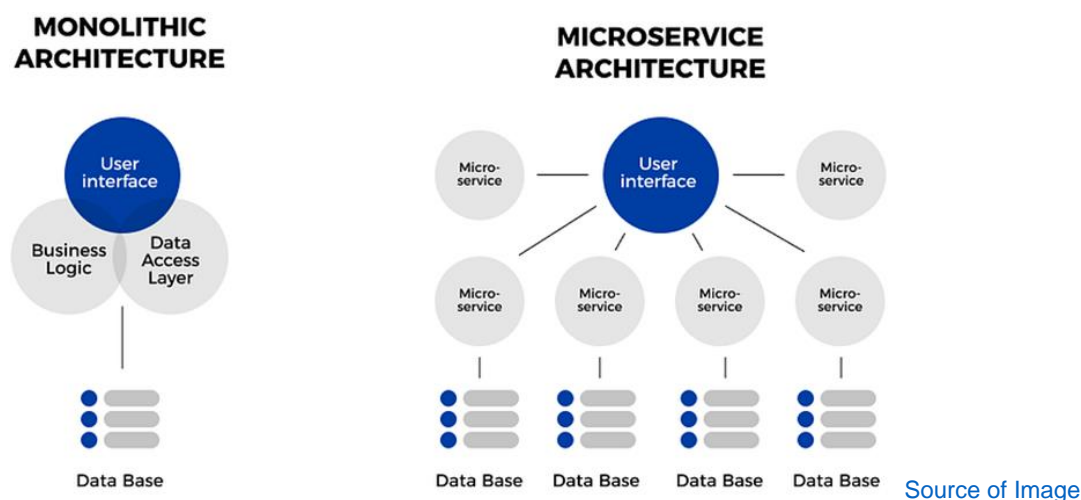 MONOLITHIC
ARCHITECTURE
User
interface
Business
Logic
Data
Access
Layer
Data Base
MICROSERVICE
ARCHITECTURE
Micro-
service
User
interface
Micro-
service
Micro-
service
Micro-
service
Micro-
service
Micro-
service
Data Base
Data Base
Data Base
Data Base
Source of Image